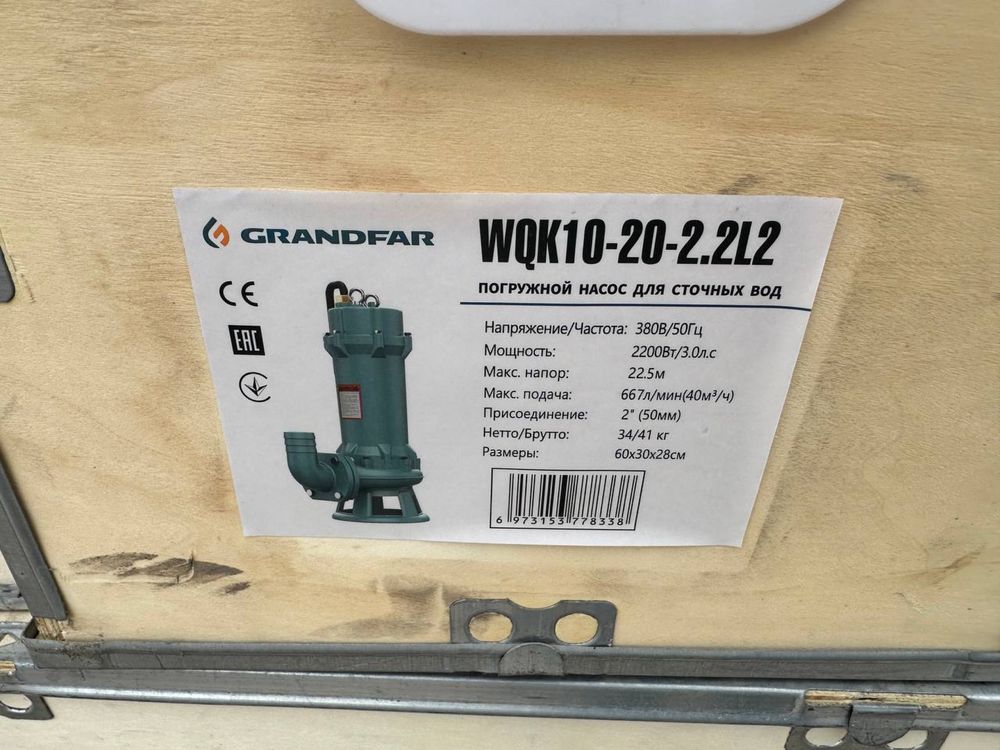 GRANDFAR
WQK10-20-2.2L2
ПОГРУЖНОЙ НАСОС ДЛЯ СТОЧНЫХ ВОД
CE
EAC
Напряжение/Частота: 380В/50Гц
Мощность: 2200Вт/3.0л.с
Макс. напор: 22.5м
Макс. подача: 667л/мин(40м³/ч)
Присоединение: 2" (50мм)
Нетто/Брутто: 34/41 кг
Размеры: 60x30x28см
6 973153 778338